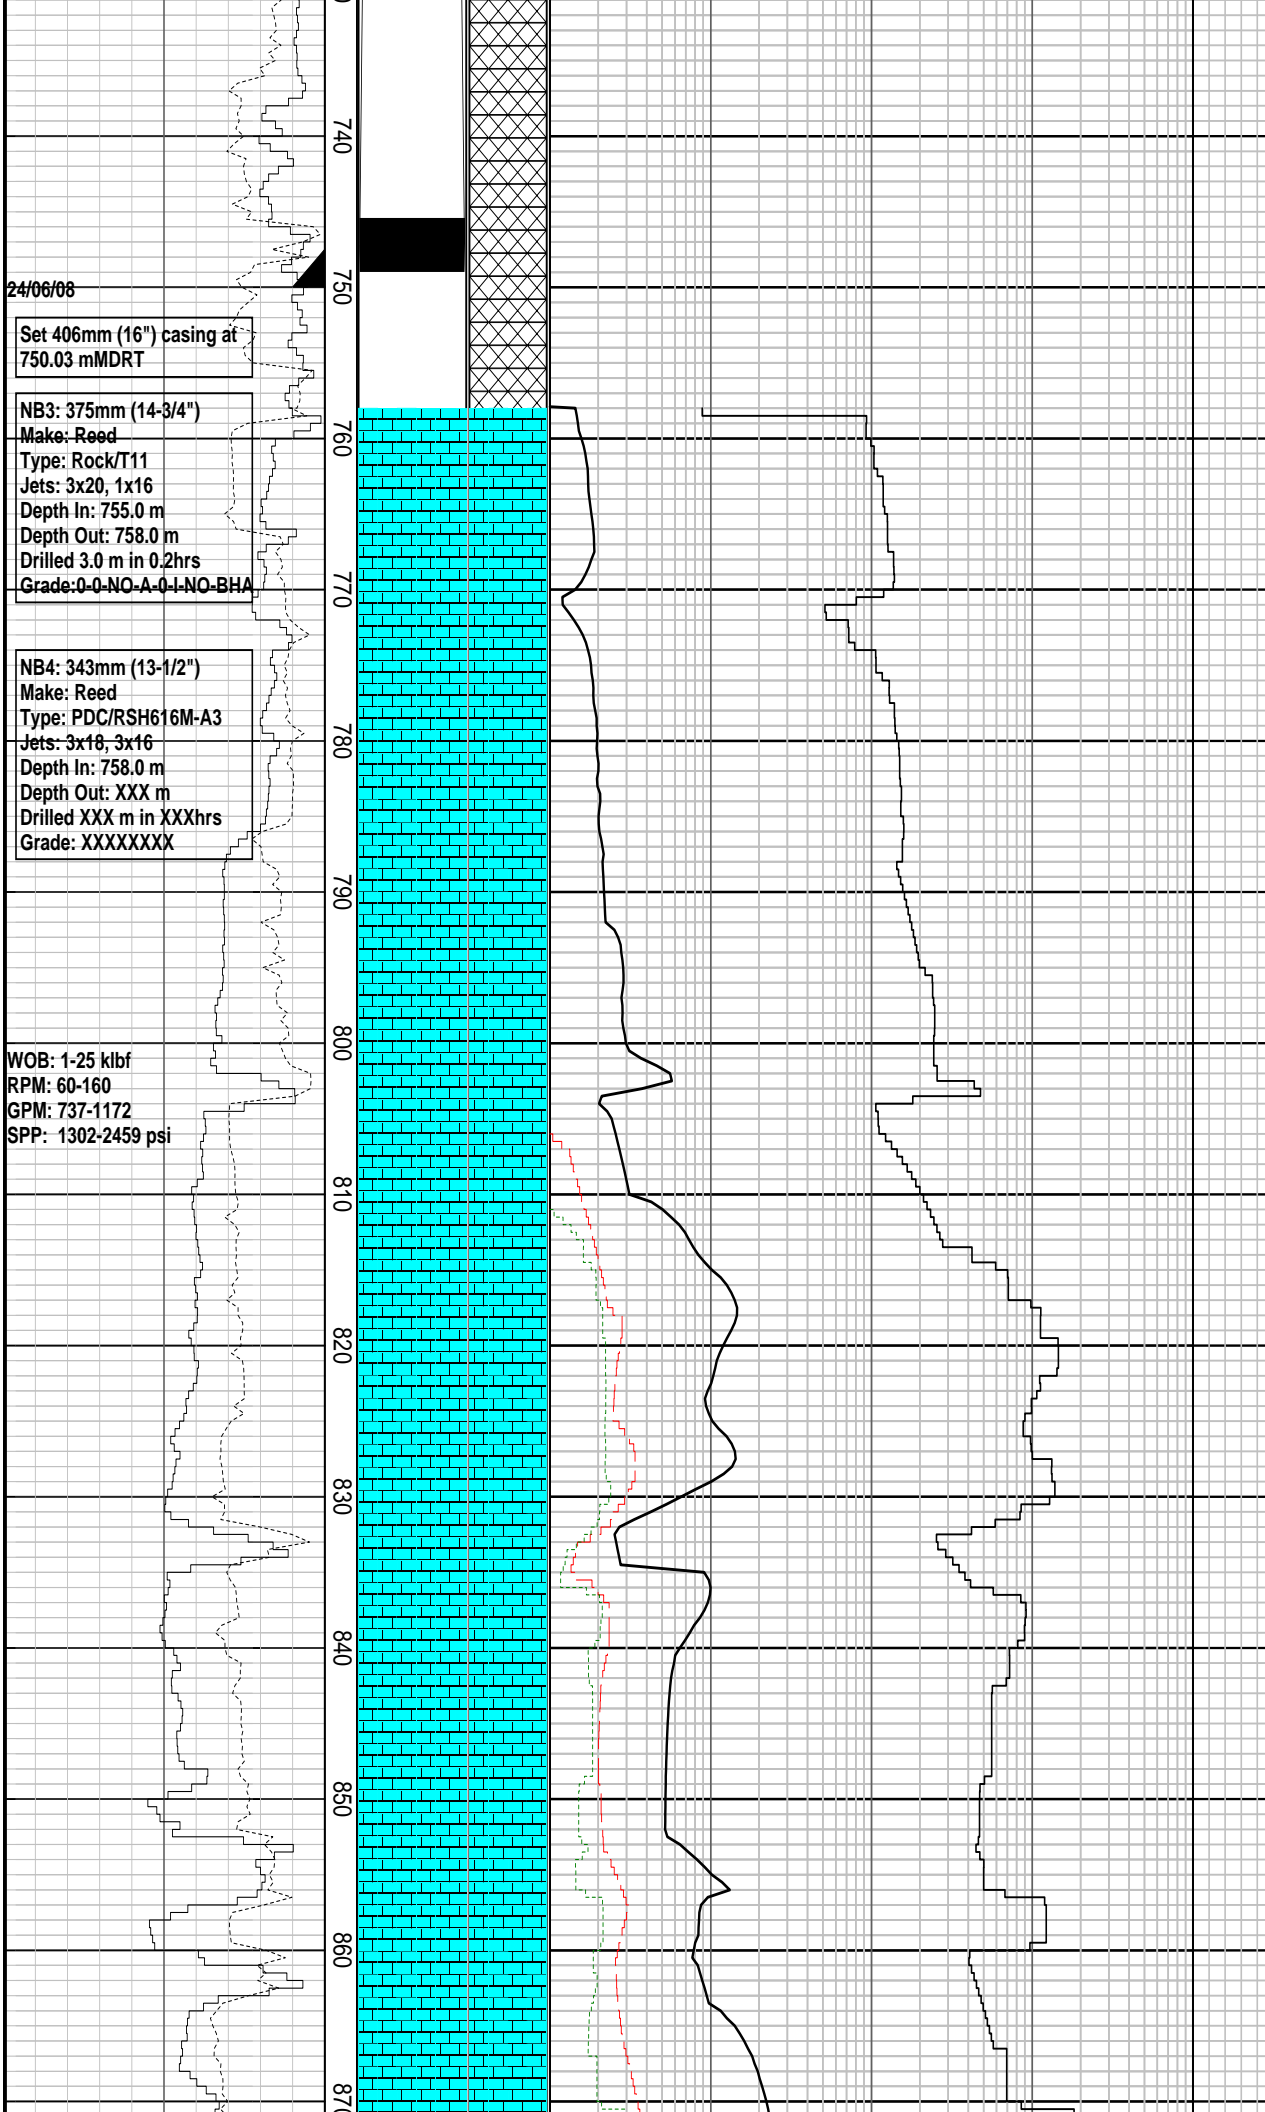 740
750
24/06/08
Set 406mm (16") casing at
750.03 mMDRT
NB3: 375mm (14-3/4")
Make: Reed
Type: Rock/T11
Jets: 3x20, 1x16
Depth In: 755.0 m
Depth Out: 758.0 m
Drilled 3.0 m in 0.2hrs
Grade:0-0-NO-A-0-I-NO-BHA
760
770
NB4: 343mm (13-1/2")
Make: Reed
Type: PDC/RSH616M-A3
Jets: 3x18, 3x16
Depth In: 758.0 m
Depth Out: XXX m
Drilled XXX m in XXXhrs
Grade: XXXXXXXX
780
790
800
WOB: 1-25 klbf
RPM: 60-160
GPM: 737-1172
SPP: 1302-2459 psi
810
820
830
840
850
860
870